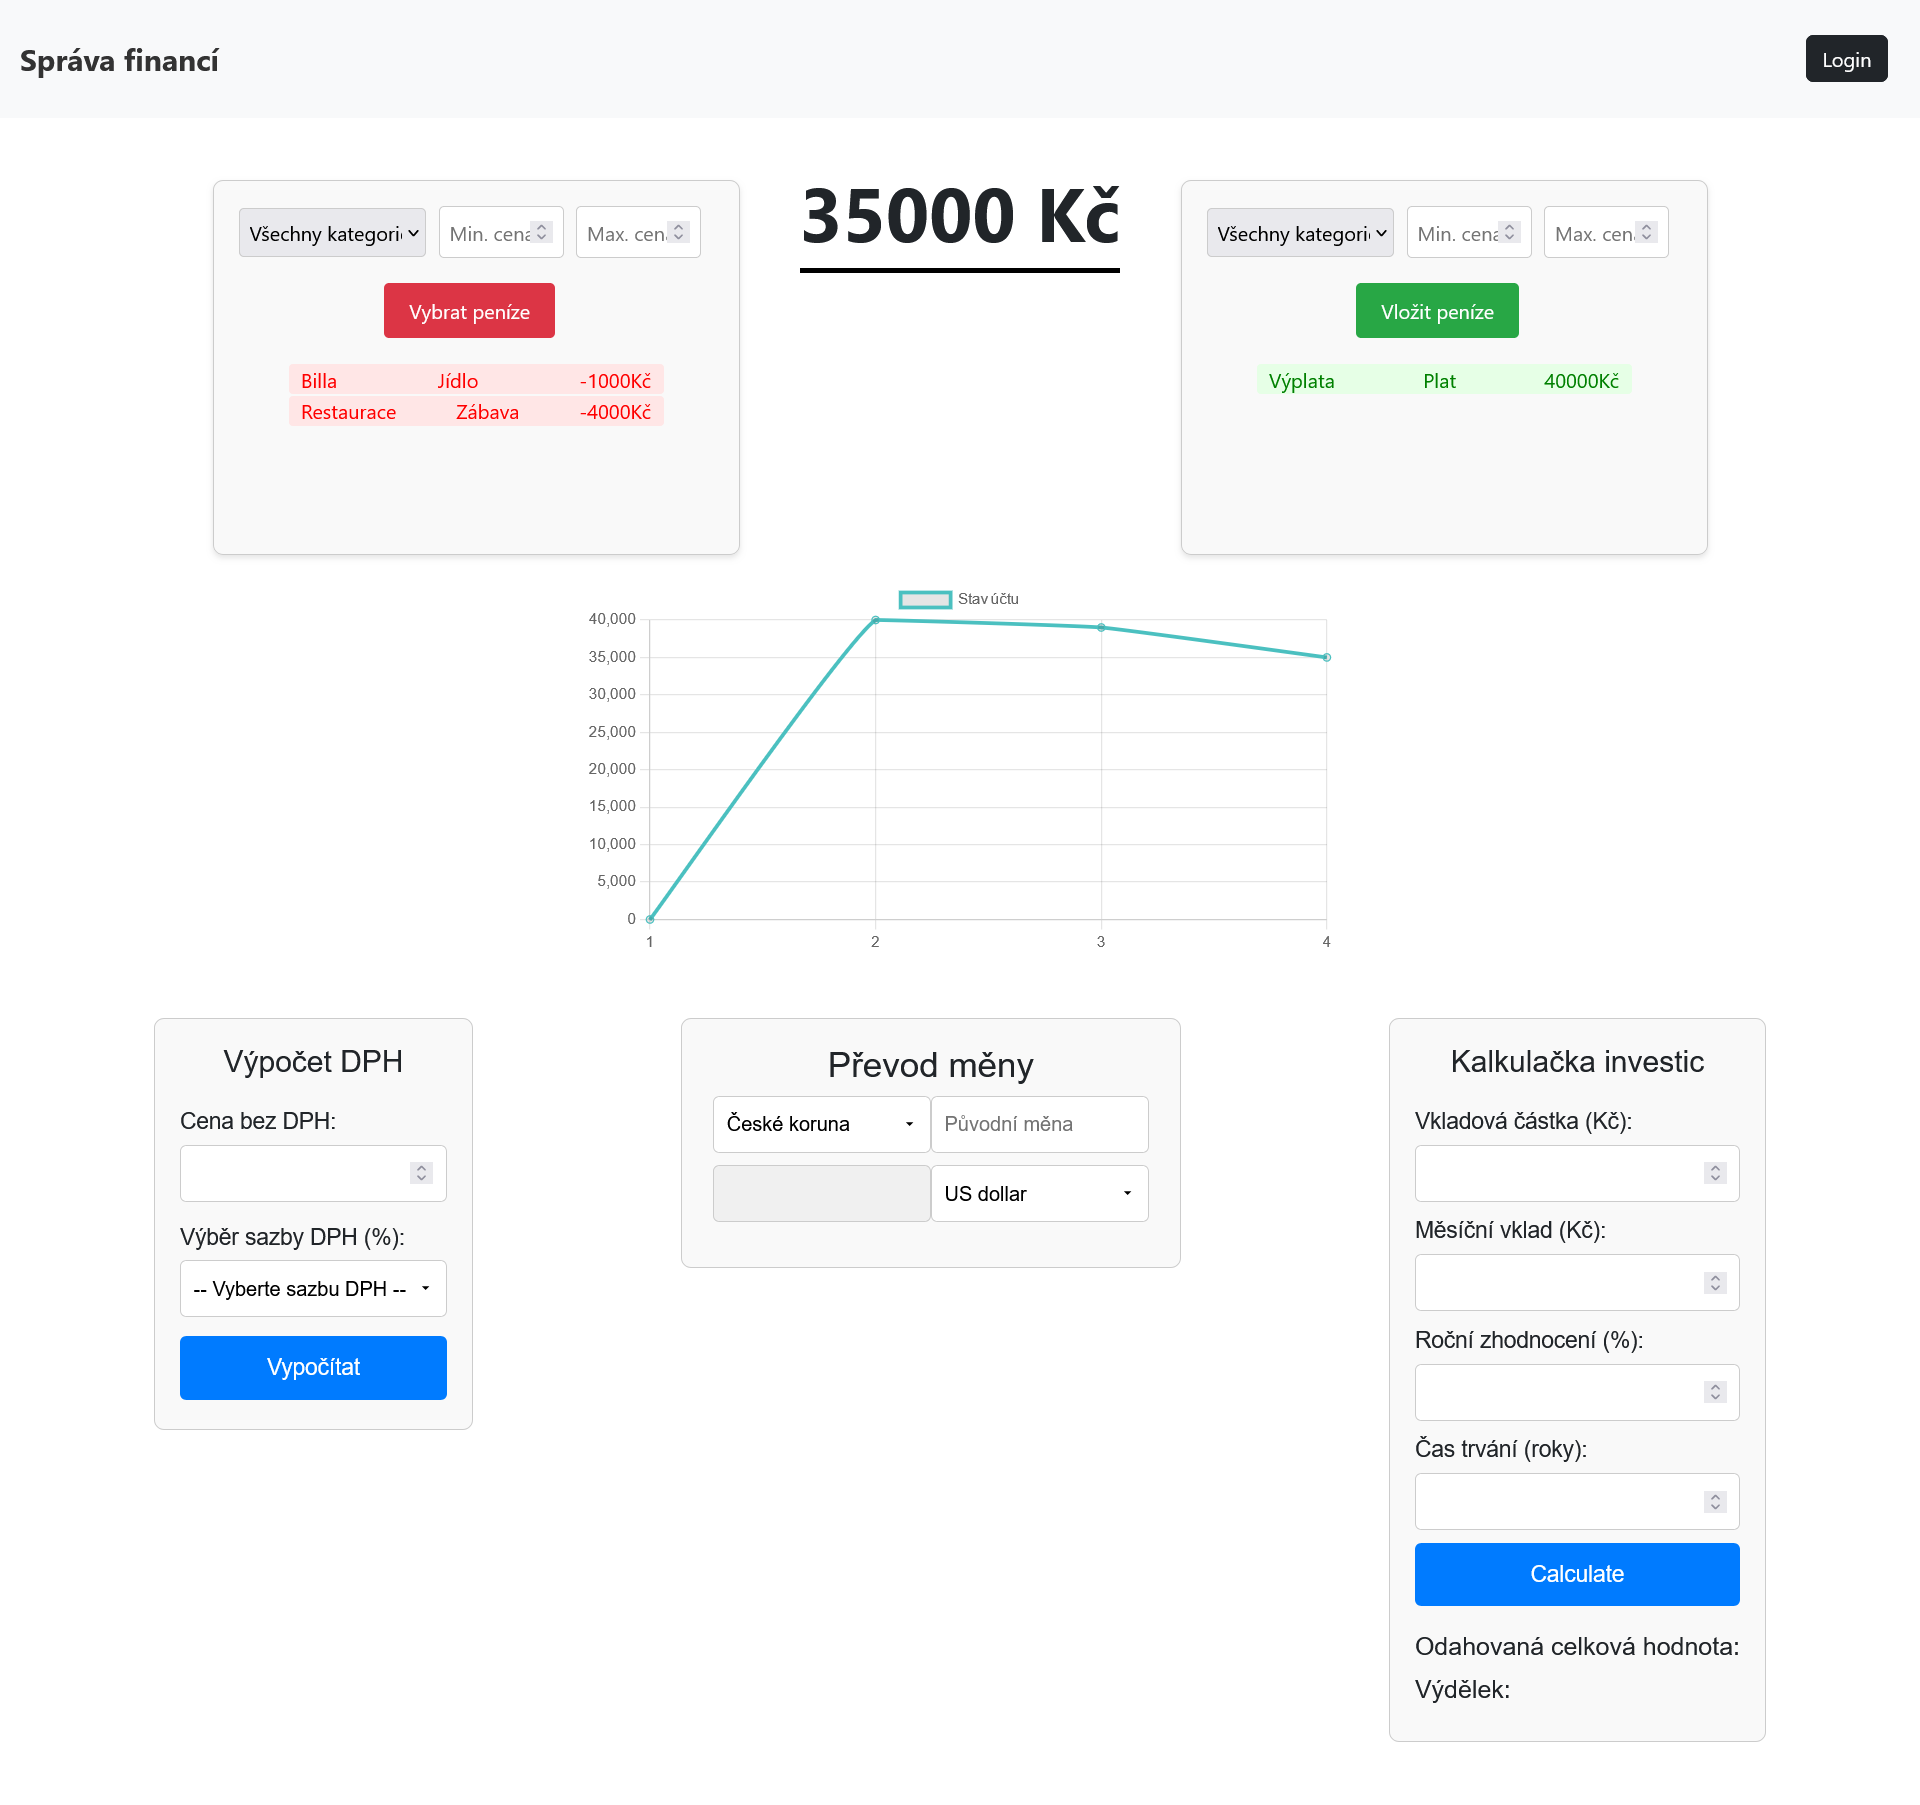 Správa financí
Login
Všechny kategorie
Min. cena
Max. cena
Vybrat peníze
Billa Jídlo -1000Kč
Restaurace Zábava -4000Kč
35000 Kč
Všechny kategorie
Min. cena
Max. cena
Vložit peníze
Výplata Plat 40000Kč
Stav účtu
40,000
35,000
30,000
25,000
20,000
15,000
10,000
5,000
0
1 2 3 4
Výpočet DPH
Cena bez DPH:
Výběr sazby DPH (%):
-- Vyberte sazbu DPH --
Vypočítat
Převod měny
České koruna
Původní měna
US dollar
Kalkulačka investic
Vkladová částka (Kč):
Měsíční vklad (Kč):
Roční zhodnocení (%):
Čas trvání (roky):
Calculate
Odahovaná celková hodnota:
Výdělek: